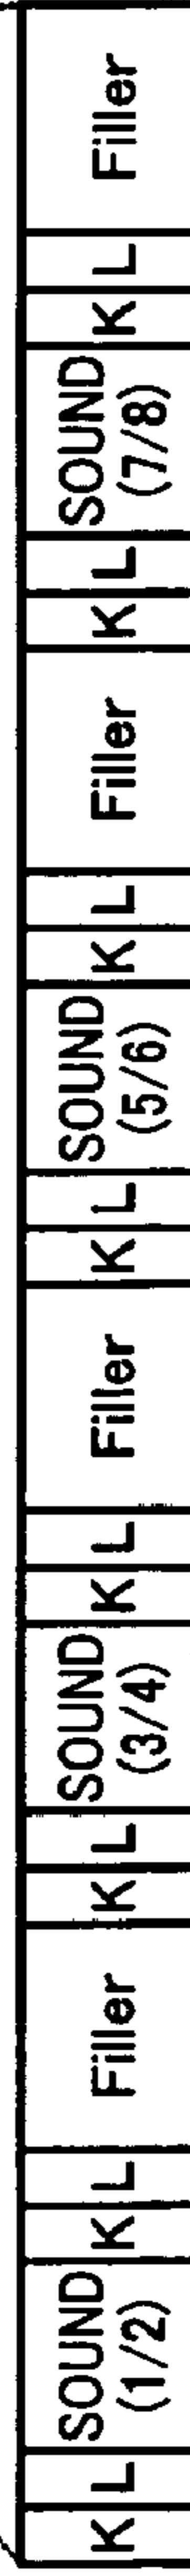 K
L
SOUND
(1/2)
K
L
Filler
K
L
SOUND
(3/4)
K
L
Filler
K
L
SOUND
(5/6)
K
L
Filler
K
L
SOUND
(7/8)
K
L
Filler